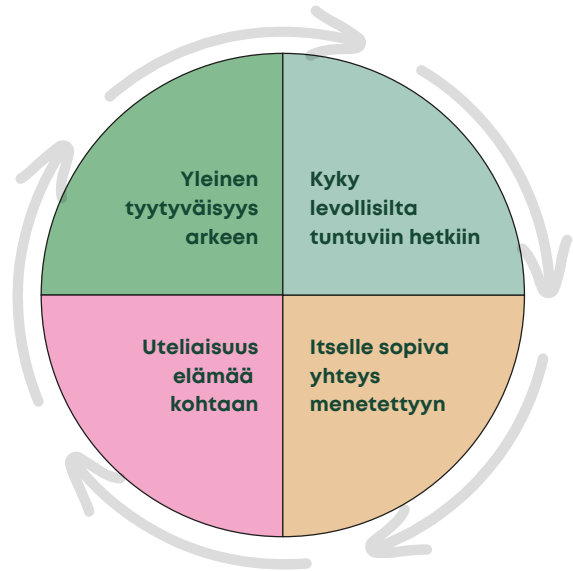 Yleinen
tyytyväisyys
arkeen
Kyky
levollisilta
tuntuviin hetkiin
Uteliaisuus
elämää
kohtaan
Itselle sopiva
yhteys
menetettyyn